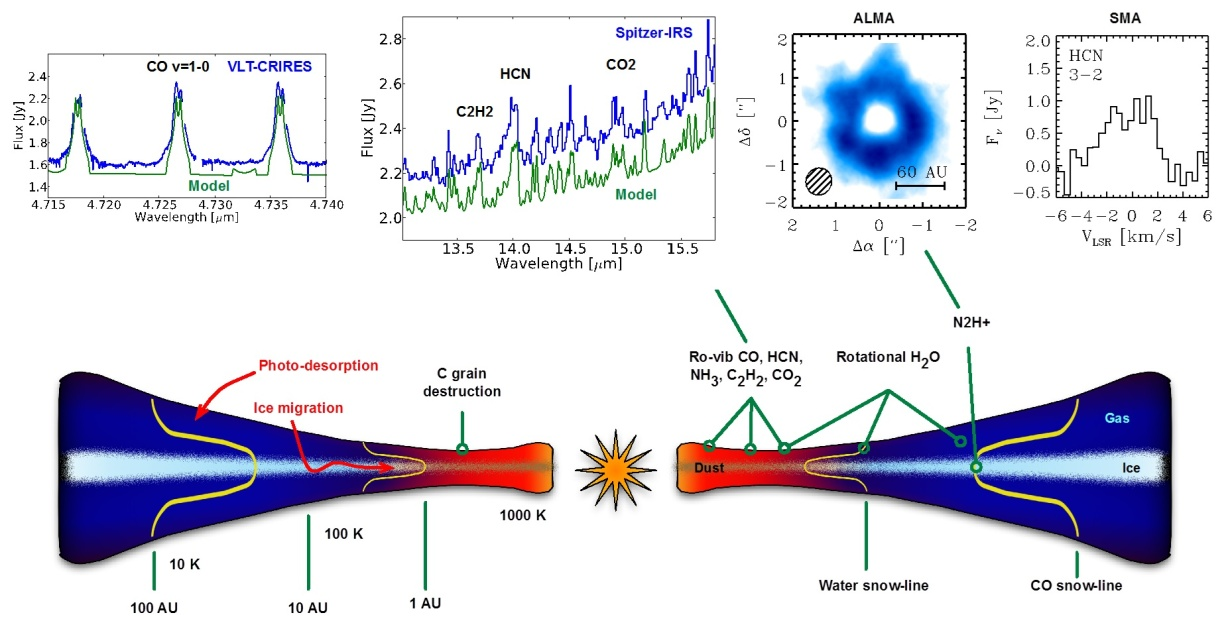 CO v=1-0 VLT-CRIRES
Flux [Jy]
2.4
2.2
2.0
1.8
1.6
1.4
Model
4.715 4.720 4.725 4.730 4.735 4.740
Wavelength [μm]
Spitzer-IRS
HCN
CO2
C2H2
Flux [Jy]
2.8
2.6
2.4
2.2
2.0
Model
13.5 14.0 14.5 15.0 15.5
Wavelength [μm]
ALMA
Δδ [″]
2
1
0
−1
−2
60 AU
2 1 0 −1 −2
Δα [″]
SMA
HCN
3−2
Fν [Jy]
1.5
1.0
0.5
0.0
−0.5
−6 −4 −2 0 2 4 6
VLSR [km/s]
Photo-desorption
Ice migration
C grain
destruction
1000 K
100 K
10 K
100 AU
10 AU
1 AU
Ro-vib CO, HCN,
NH3, C2H2, CO2
Rotational H2O
N2H+
Gas
Ice
Dust
Water snow-line
CO snow-line